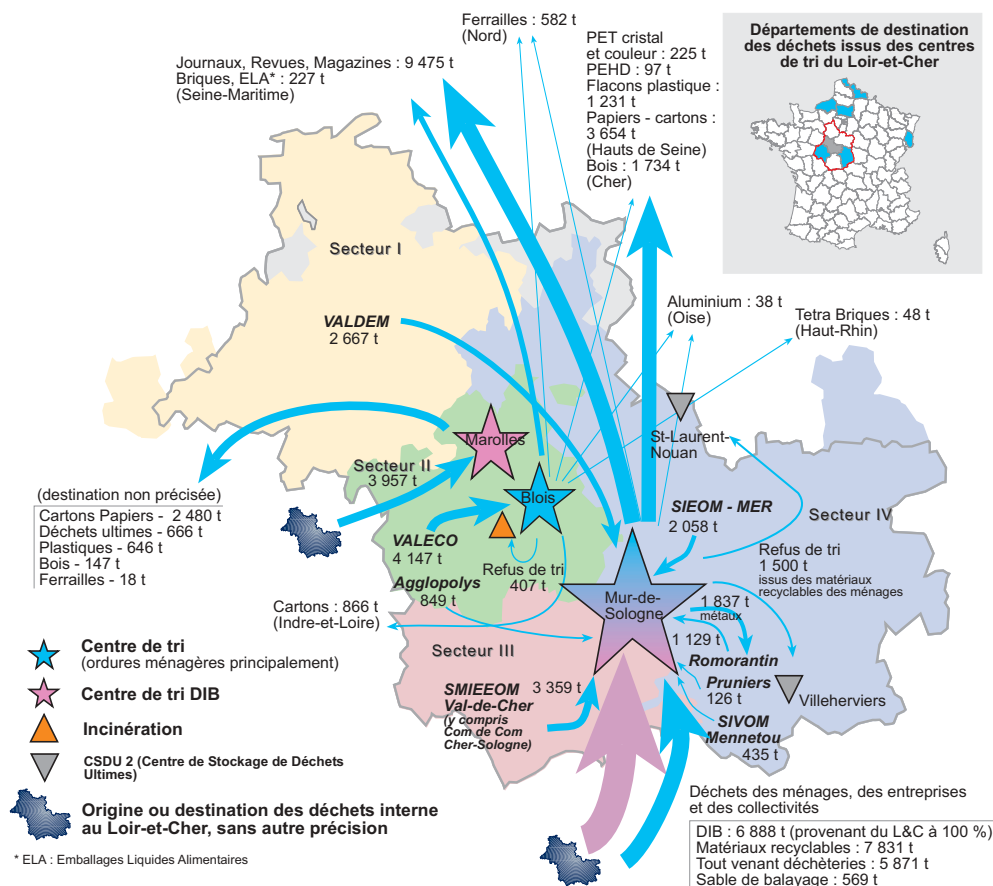 Ferrailles : 582 t
(Nord)
Journaux, Revues, Magazines : 9 475 t
Briques, ELA* : 227 t
(Seine-Maritime)
PET cristal
et couleur : 225 t
PEHD : 97 t
Flacons plastique :
1 231 t
Papiers - cartons :
3 654 t
(Hauts de Seine)
Bois : 1 734 t
(Cher)
Départements de destination
des déchets issus des centres
de tri du Loir-et-Cher
Secteur I
VALDEM
2 667 t
Aluminium : 38 t
(Oise)
Tetra Briques : 48 t
(Haut-Rhin)
Marolles
St-Laurent-
Nouan
Secteur II
3 957 t
Blois
(destination non précisée)
Cartons Papiers - 2 480 t
Déchets ultimes - 666 t
Plastiques - 646 t
Bois - 147 t
Ferrailles - 18 t
SIEOM - MER
2 058 t
Secteur IV
VALECO
4 147 t
Refus de tri
407 t
Agglopolys
849 t
Refus de tri
1 500 t
issus des matériaux
recyclables des ménages
Cartons : 866 t
(Indre-et-Loire)
Mur-de-
Sologne
1 837 t
métaux
1 129 t
Secteur III
Romorantin
Pruniers
126 t
Villeherviers
SMIEEOM
Val-de-Cher
(y compris
Com de Com
Cher-Sologne)
3 359 t
SIVOM
Mennetou
435 t
Centre de tri
(ordures ménagères principalement)
Centre de tri DIB
Incinération
CSDU 2 (Centre de Stockage de Déchets
Ultimes)
Origine ou destination des déchets interne
au Loir-et-Cher, sans autre précision
* ELA : Emballages Liquides Alimentaires
Déchets des ménages, des entreprises
et des collectivités
DIB : 6 888 t (provenant du L&C à 100 %)
Matériaux recyclables : 7 831 t
Tout venant déchèteries : 5 871 t
Sable de balayage : 569 t